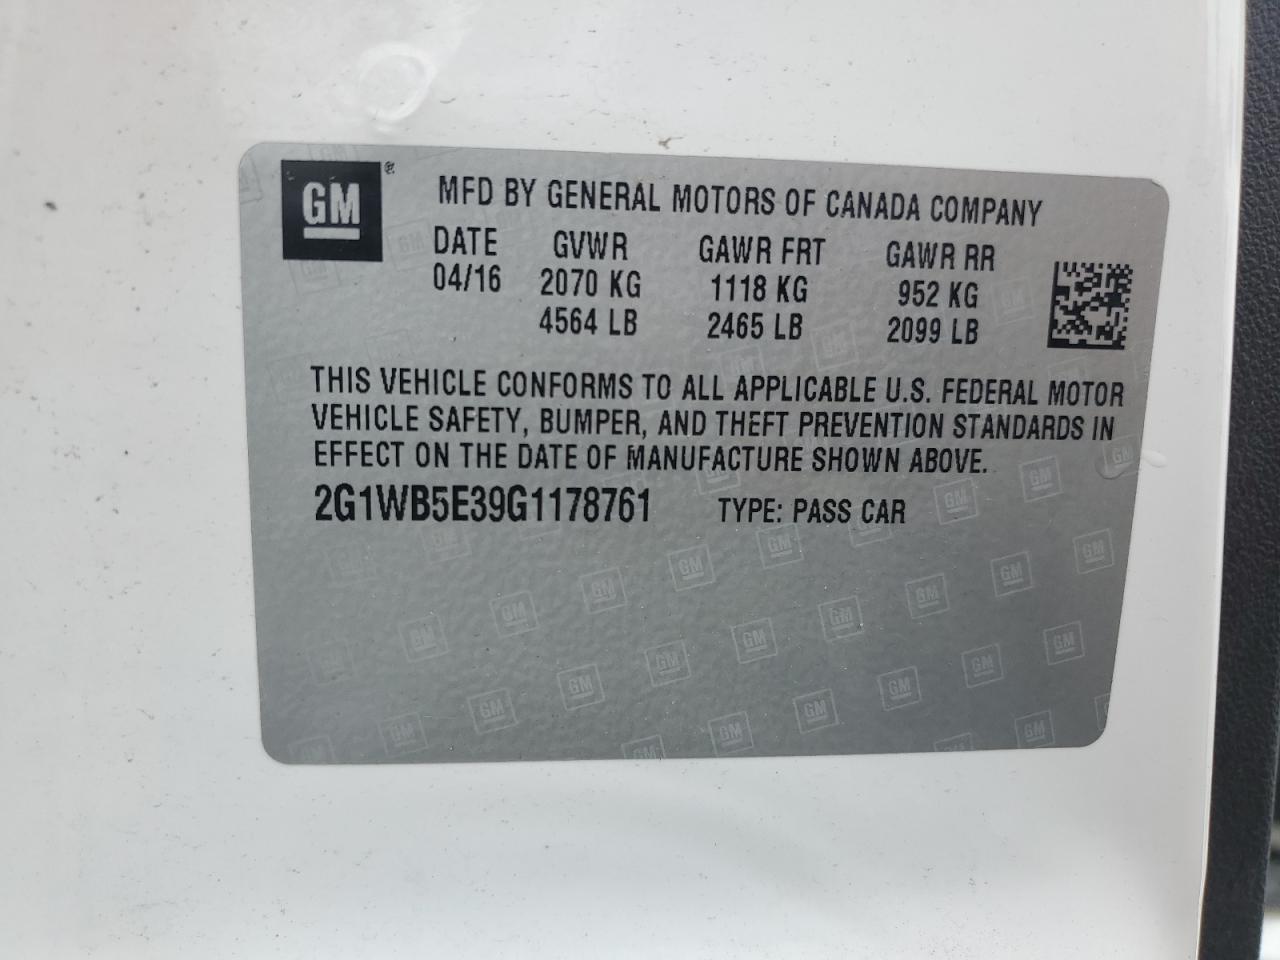 GM ®
MFD BY GENERAL MOTORS OF CANADA COMPANY
DATE GVWR GAWR FRT GAWR RR
04/16 2070 KG 1118 KG 952 KG
4564 LB 2465 LB 2099 LB
THIS VEHICLE CONFORMS TO ALL APPLICABLE U.S. FEDERAL MOTOR
VEHICLE SAFETY, BUMPER, AND THEFT PREVENTION STANDARDS IN
EFFECT ON THE DATE OF MANUFACTURE SHOWN ABOVE.
2G1WB5E39G1178761 TYPE: PASS CAR